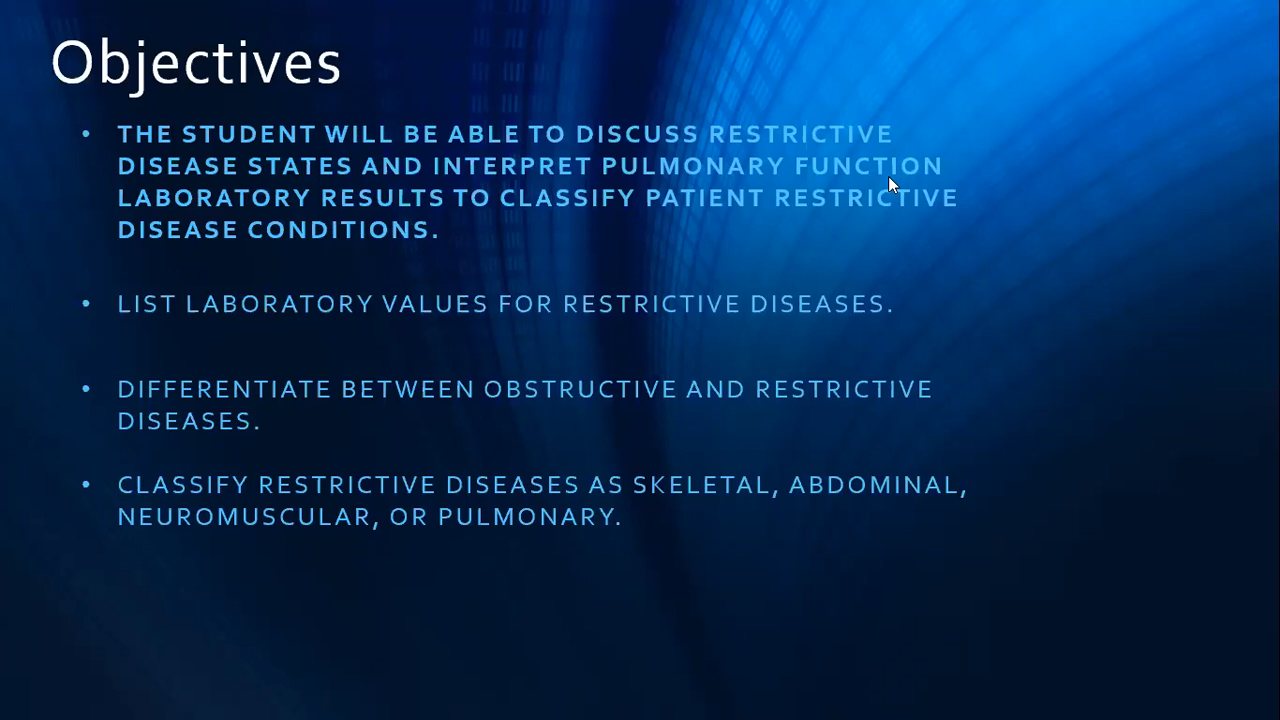 Objectives
• THE STUDENT WILL BE ABLE TO DISCUSS RESTRICTIVE
DISEASE STATES AND INTERPRET PULMONARY FUNCTION
LABORATORY RESULTS TO CLASSIFY PATIENT RESTRICTIVE
DISEASE CONDITIONS.
• LIST LABORATORY VALUES FOR RESTRICTIVE DISEASES.
• DIFFERENTIATE BETWEEN OBSTRUCTIVE AND RESTRICTIVE
DISEASES.
• CLASSIFY RESTRICTIVE DISEASES AS SKELETAL, ABDOMINAL,
NEUROMUSCULAR, OR PULMONARY.